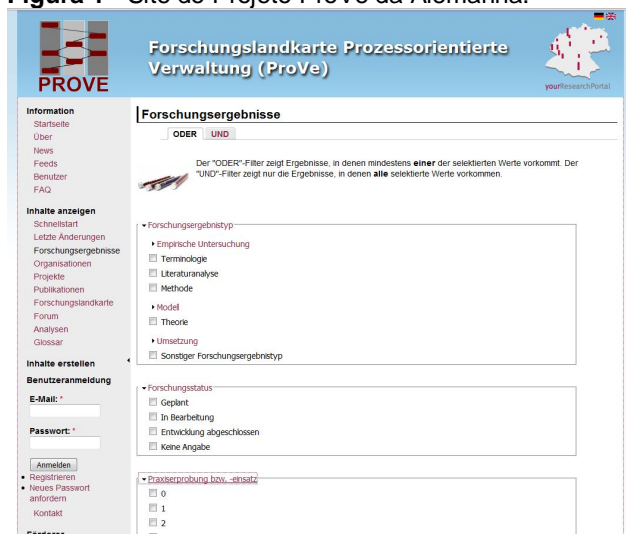 Figura 1 - Site do Projeto ProVe da Alemanha.
PROVE
Forschungslandkarte Prozessorientierte
Verwaltung (ProVe)
yourResearchPortal
Information
Startseite
Über
News
Feeds
Benutzer
FAQ
Inhalte anzeigen
Schnellstart
Letzte Änderungen
Forschungsergebnisse
Organisationen
Projekte
Publikationen
Forschungslandkarte
Forum
Analysen
Glossar
Inhalte erstellen
Benutzeranmeldung
E-Mail: *
Passwort: *
Anmelden
Registrieren
Neues Passwort
anfordern
Kontakt
Forschungsergebnisse
ODER UND
Der "ODER"-Filter zeigt Ergebnisse, in denen mindestens einer der selektierten Werte vorkommt. Der
"UND"-Filter zeigt nur die Ergebnisse, in denen alle selektierte Werte vorkommen.
Forschungsergebnistyp
Empirische Untersuchung
Terminologie
Literaturanalyse
Methode
Modell
Theorie
Umsetzung
Sonstiger Forschungsergebnistyp
Forschungsstatus
Geplant
In Bearbeitung
Entwicklung abgeschlossen
Keine Angabe
Praxiserprobung bzw. -einsatz
0
1
2